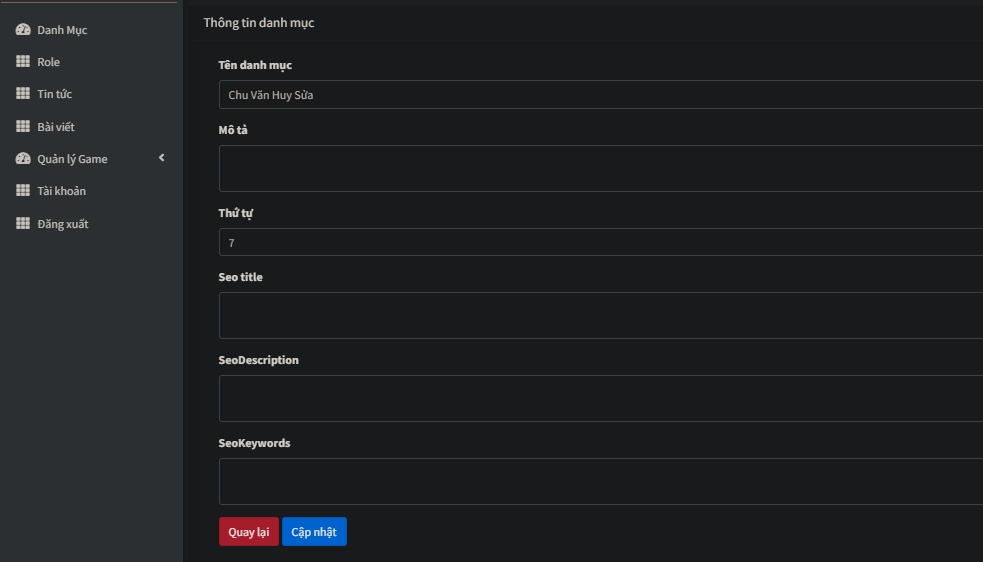 Danh Mục
Role
Tin tức
Bài viết
Quản lý Game
Tài khoản
Đăng xuất
Thông tin danh mục
Tên danh mục
Chu Văn Huy Sửa
Mô tả
Thứ tự
7
Seo title
SeoDescription
SeoKeywords
Quay lại
Cập nhật